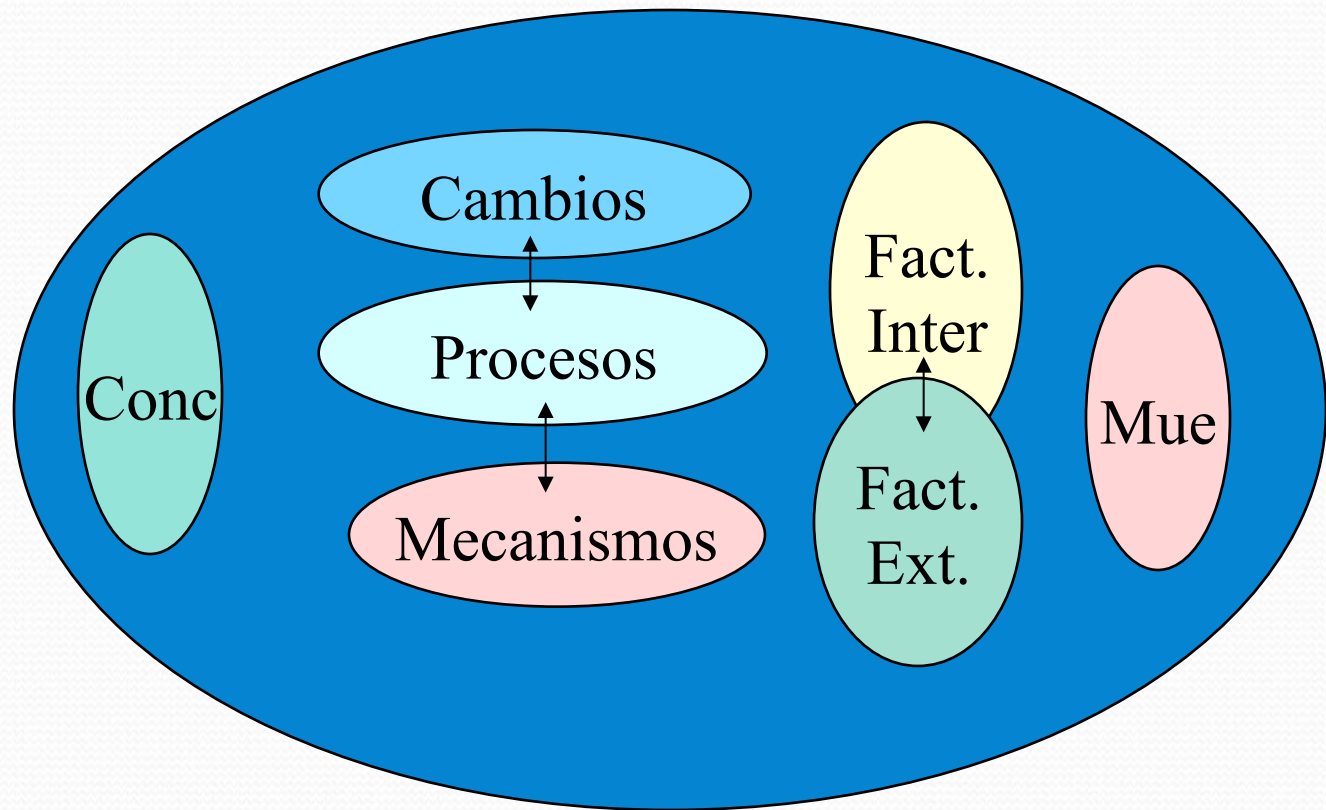 Conc
Cambios
Procesos
Mecanismos
Fact.
Inter
Fact.
Ext.
Mue